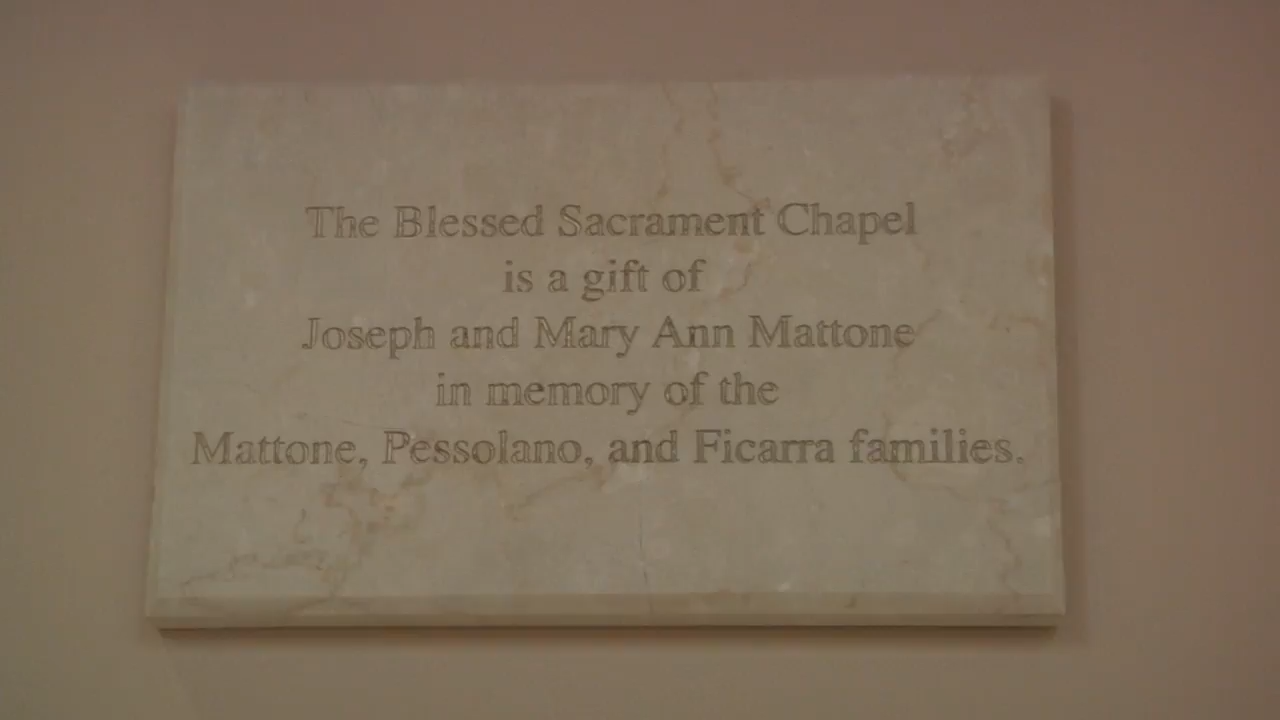 The Blessed Sacrament Chapel
is a gift of
Joseph and Mary Ann Mattone
in memory of the
Mattone, Pessolano, and Ficarra families.